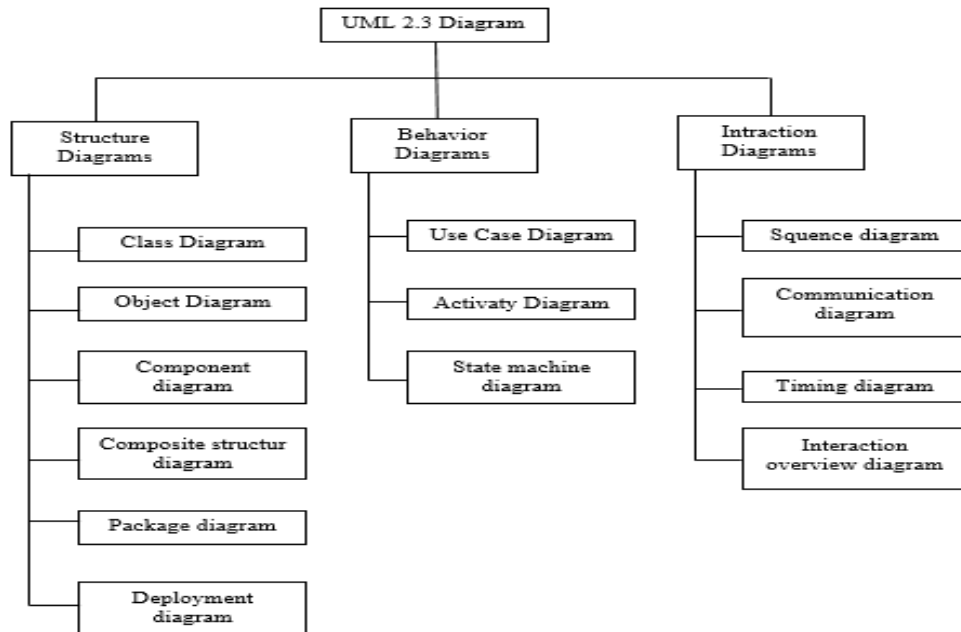 UML 2.3 Diagram
Structure
Diagrams
Class Diagram
Object Diagram
Component
diagram
Composite structur
diagram
Package diagram
Deployment
diagram
Behavior
Diagrams
Use Case Diagram
Activaty Diagram
State machine
diagram
Intraction
Diagrams
Squence diagram
Communication
diagram
Timing diagram
Interaction
overview diagram